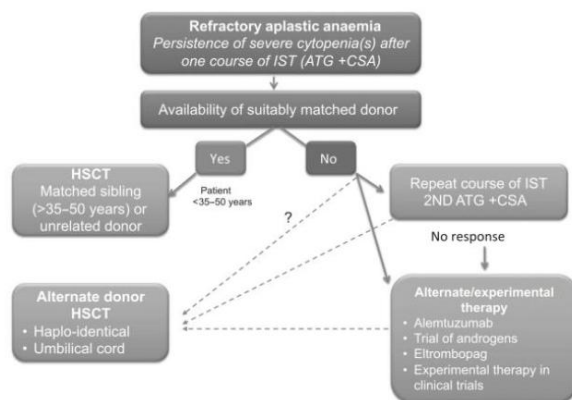 Refractory aplastic anaemia
Persistence of severe cytopenia(s) after
one course of IST (ATG +CSA)
Availability of suitably matched donor
Yes
No
HSCT
Matched sibling
(>35–50 years) or
unrelated donor
Patient
<35–50 years
?
Repeat course of IST
2ND ATG +CSA
No response
Alternate donor
HSCT
• Haplo-identical
• Umbilical cord
Alternate/experimental
therapy
• Alemtuzumab
• Trial of androgens
• Eltrombopag
• Experimental therapy in
clinical trials